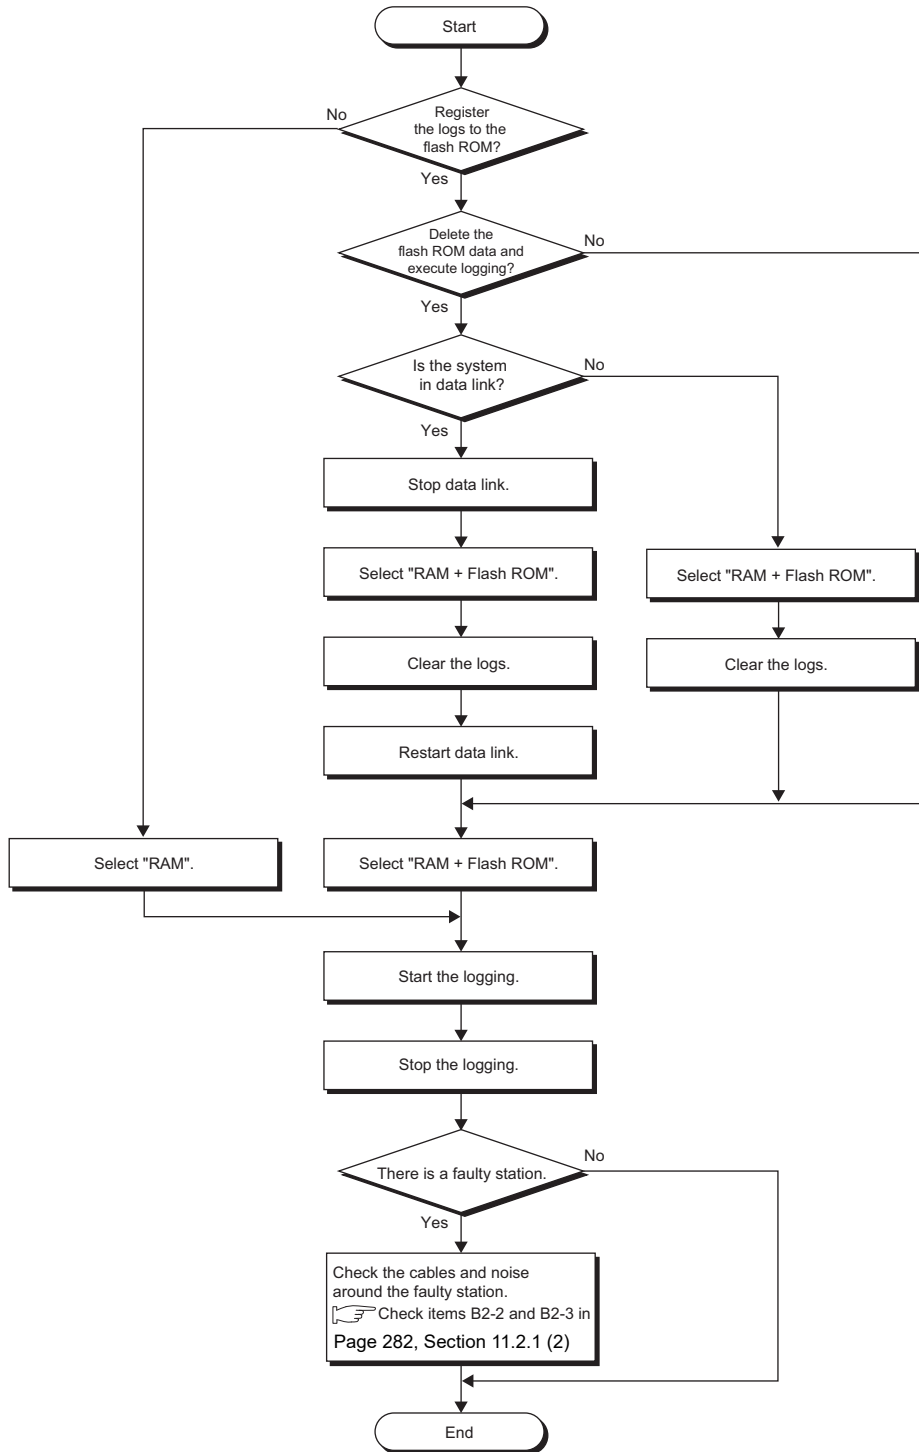 Start
No
Register
the logs to the
flash ROM?
Yes
Delete the
flash ROM data and
execute logging?
No
Yes
Is the system
in data link?
No
Yes
Stop data link.
Select "RAM + Flash ROM".
Select "RAM + Flash ROM".
Clear the logs.
Clear the logs.
Restart data link.
Select "RAM".
Select "RAM + Flash ROM".
Start the logging.
Stop the logging.
There is a faulty station.
No
Yes
Check the cables and noise
around the faulty station.
Check items B2-2 and B2-3 in
Page 282, Section 11.2.1 (2)
End